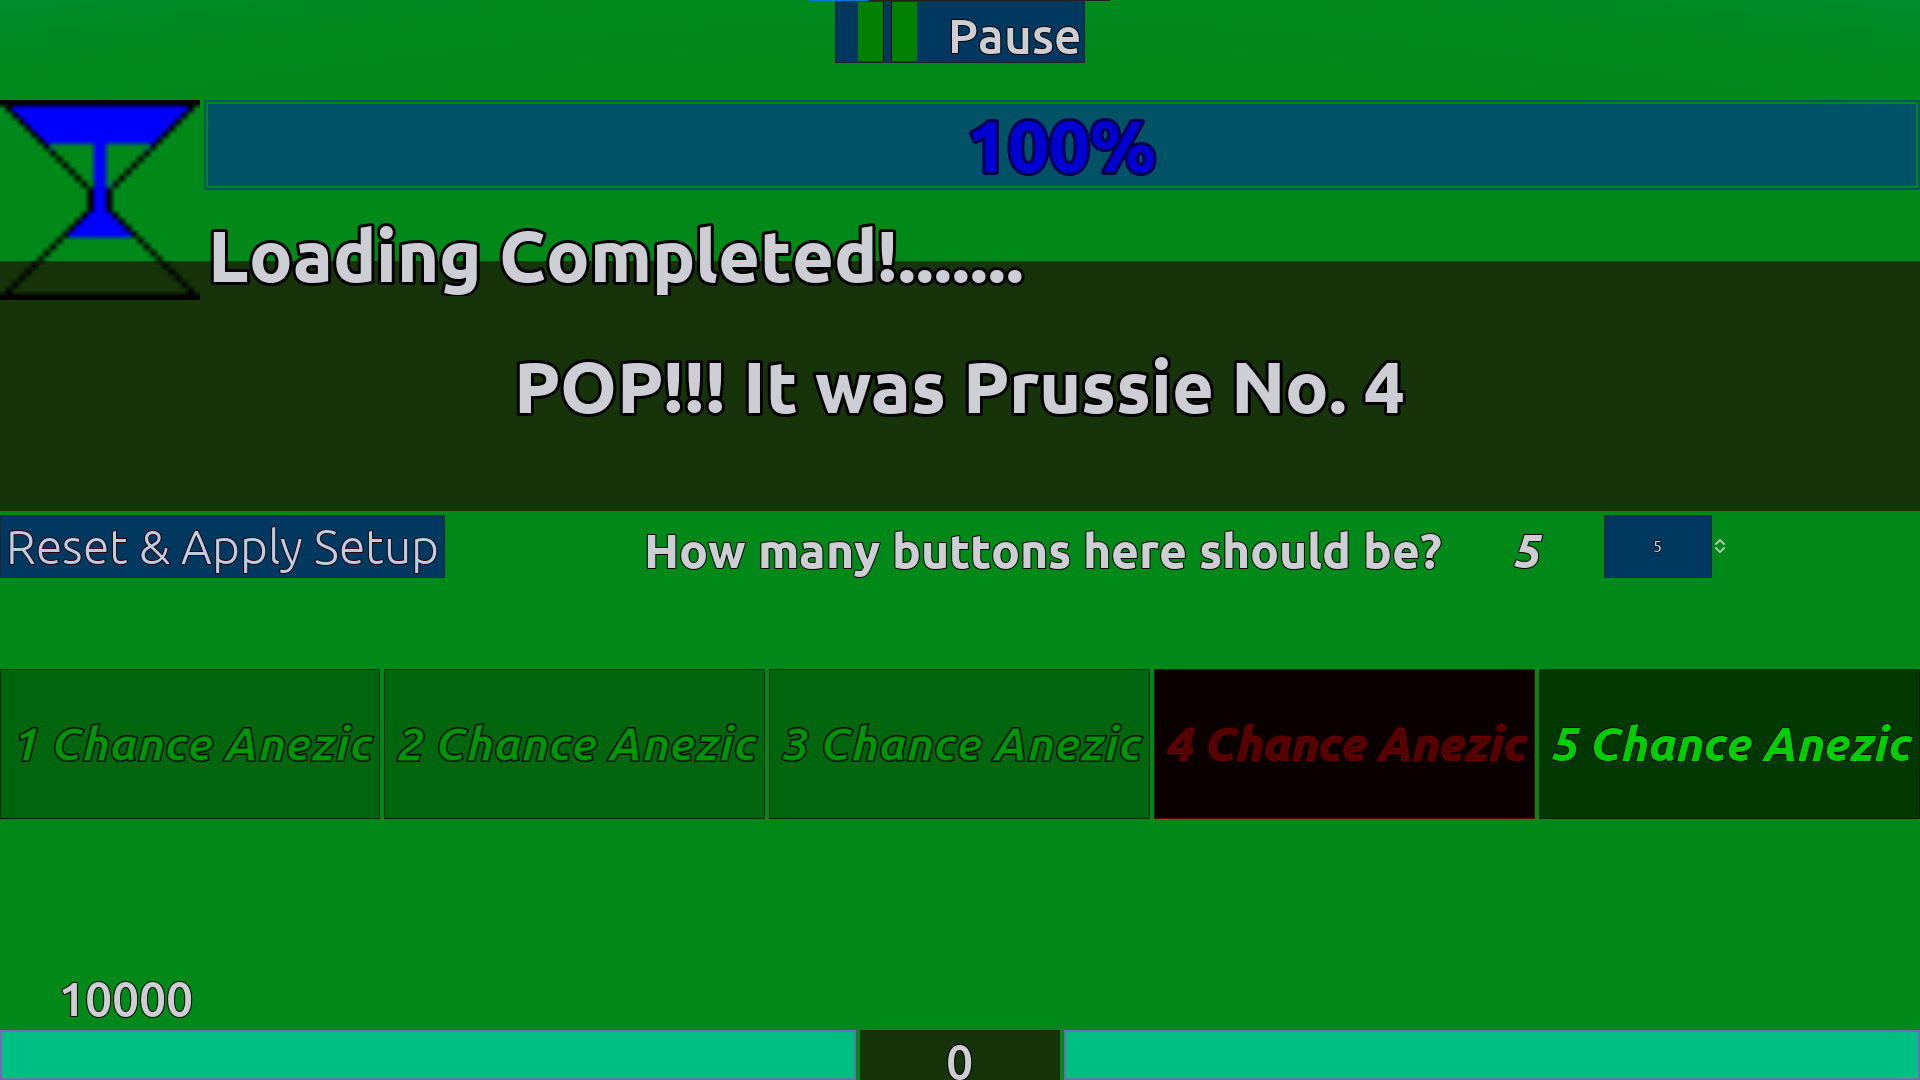 Pause
100%
Loading Completed!.......
POP!!! It was Prussie No. 4
Reset & Apply Setup
How many buttons here should be? 5 5
1 Chance Anezic 2 Chance Anezic 3 Chance Anezic 4 Chance Anezic 5 Chance Anezic
10000
0